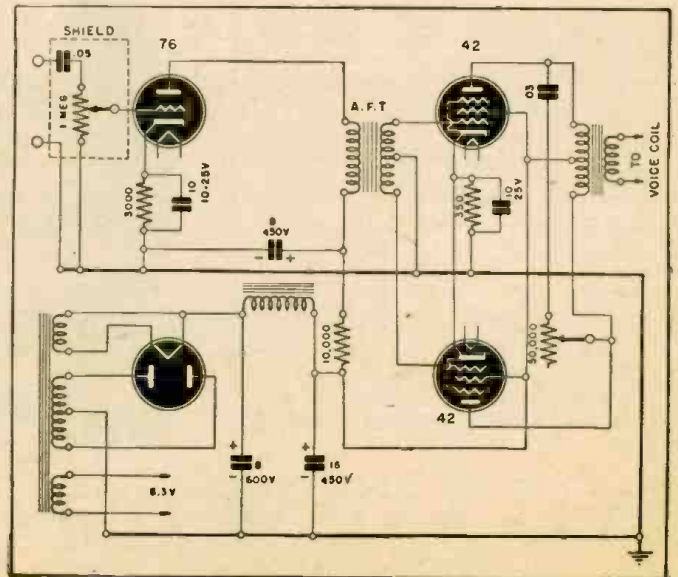 SHIELD
.05
1 MEG
76
3000
10
10-25V
8
450V
A.F.T
42
350
10
25V
.03
TO
VOICE COIL
50,000
10,000
42
8
600V
16
450V
6.3V